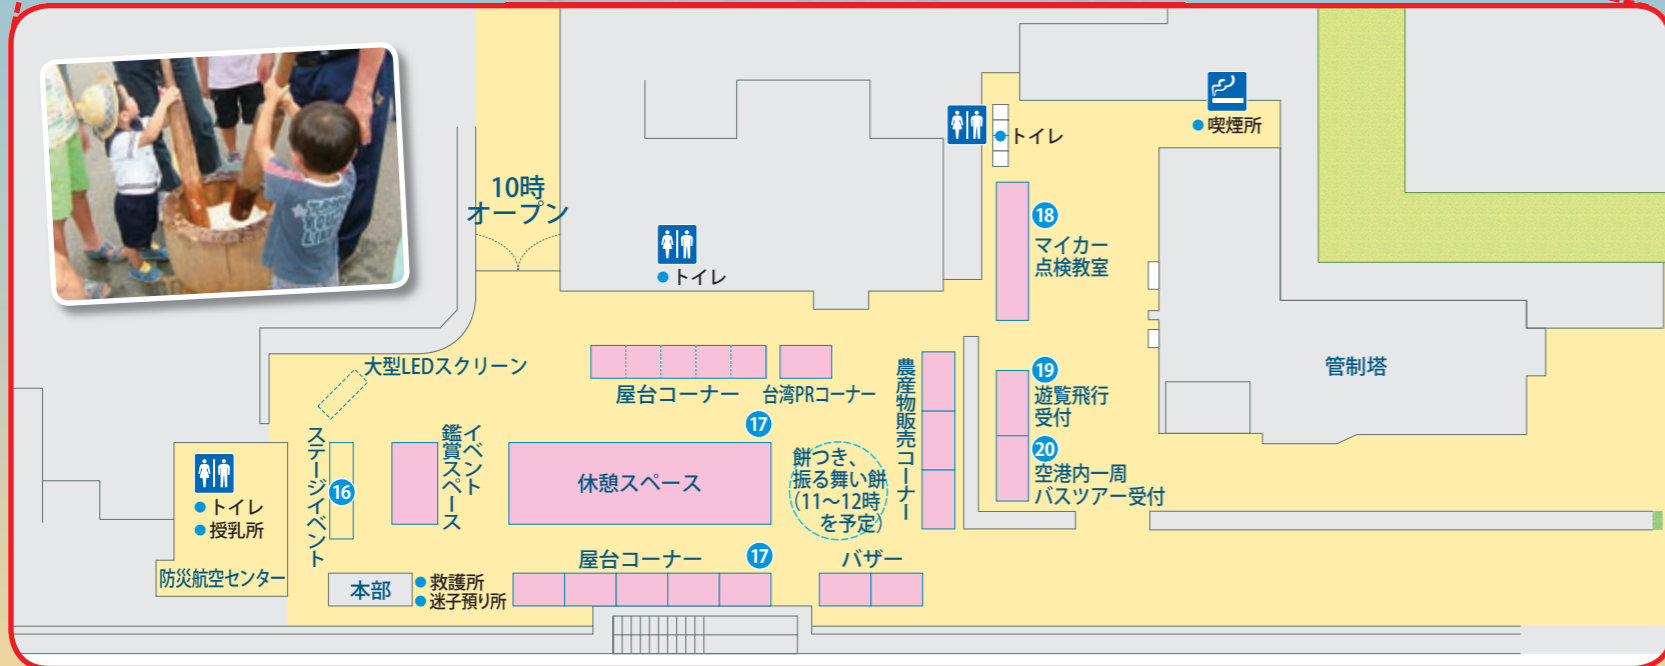 10時
オープン
トイレ
トイレ
喫煙所
18
マイカー
点検教室
大型LEDスクリーン
屋台コーナー
台湾PRコーナー
農産物販売コーナー
19
遊覧飛行
受付
管制塔
17
20
空港内一周
バスツアー受付
ステージイベント
16
イベント
鑑賞スペース
休憩スペース
餅つき、
振る舞い餅
(11〜12時
を予定)
トイレ
授乳所
防災航空センター
本部
救護所
迷子預り所
屋台コーナー
17
バザー